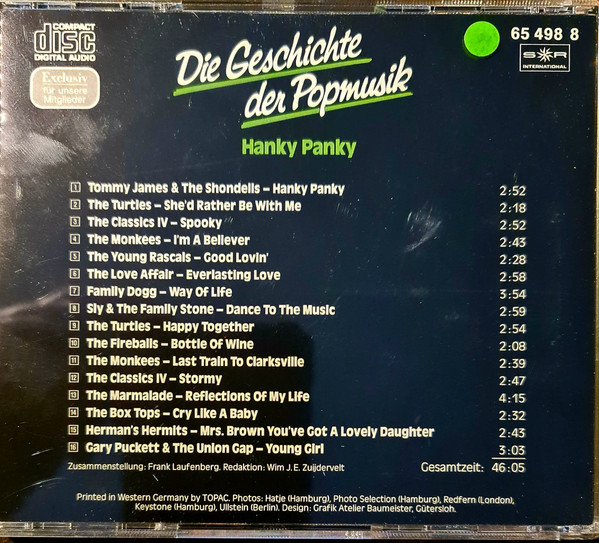 COMPACT
disc
DIGITAL AUDIO
Exclusiv
für unsere
Mitglieder
Die Geschichte
der Popmusik
65 498 8
S R
INTERNATIONAL
Hanky Panky
1 Tommy James & The Shondells – Hanky Panky 2:52
2 The Turtles – She'd Rather Be With Me 2:18
3 The Classics IV – Spooky 2:52
4 The Monkees – I'm A Believer 2:43
5 The Young Rascals – Good Lovin' 2:28
6 The Love Affair – Everlasting Love 2:58
7 Family Dogg – Way Of Life 3:54
8 Sly & The Family Stone – Dance To The Music 2:59
9 The Turtles – Happy Together 2:54
10 The Fireballs – Bottle Of Wine 2:08
11 The Monkees – Last Train To Clarksville 2:39
12 The Classics IV – Stormy 2:47
13 The Marmalade – Reflections Of My Life 4:15
14 The Box Tops – Cry Like A Baby 2:32
15 Herman's Hermits – Mrs. Brown You've Got A Lovely Daughter 2:43
16 Gary Puckett & The Union Gap – Young Girl 3:03
Zusammenstellung: Frank Laufenberg. Redaktion: Wim J. E. Zuijdervelt Gesamtzeit: 46:05
Printed in Western Germany by TOPAC. Photos: Hatje (Hamburg), Photo Selection (Hamburg), Redfern (London),
Keystone (Hamburg), Ullstein (Berlin). Design: Grafik Atelier Baumeister, Gütersloh.